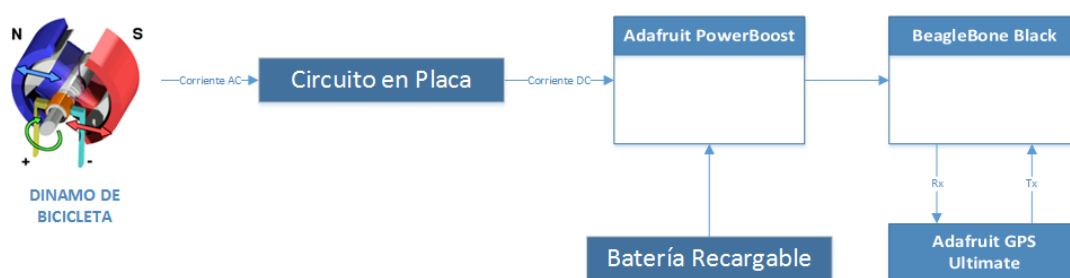 N
S
+
-
DINAMO DE
BICICLETA
Corriente AC
Circuito en Placa
Corriente DC
Adafruit PowerBoost
BeagleBone Black
Rx
Tx
Batería Recargable
Adafruit GPS
Ultimate